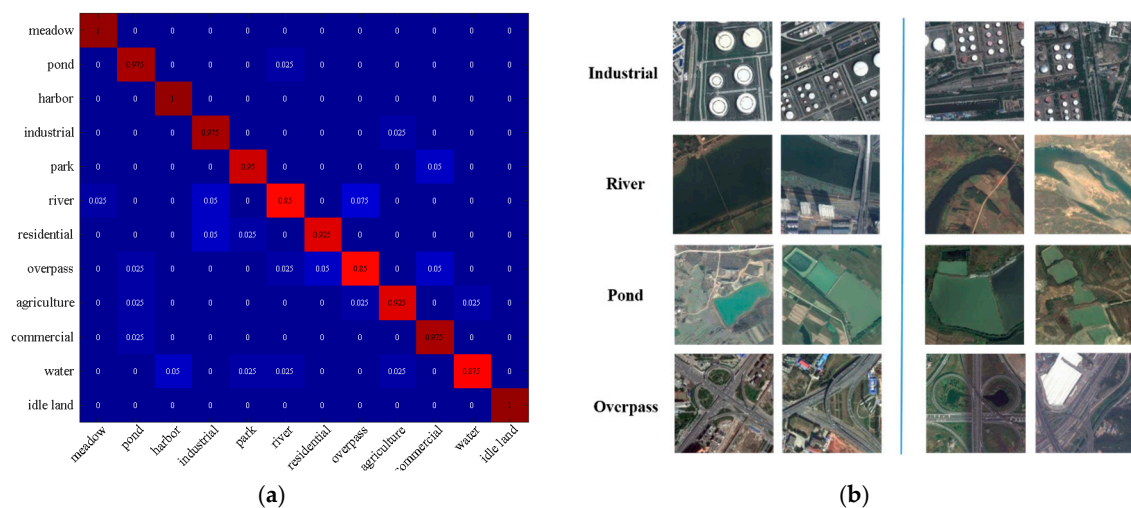 meadow 1 0 0 0 0 0 0 0 0 0 0 0
pond 0 0.975 0 0 0 0.025 0 0 0 0 0 0
harbor 0 0 1 0 0 0 0 0 0 0 0 0
industrial 0 0 0 0.975 0 0 0 0 0.025 0 0 0
park 0 0 0 0 0.95 0 0 0 0 0.05 0 0
river 0.025 0 0 0.05 0 0.85 0 0.075 0 0 0 0
residential 0 0 0 0.05 0.025 0 0.925 0 0 0 0 0
overpass 0 0.025 0 0 0 0.025 0.05 0.85 0 0.05 0 0
agriculture 0 0.025 0 0 0 0 0 0.025 0.925 0 0.025 0
commercial 0 0.025 0 0 0 0 0 0 0 0.975 0 0
water 0 0 0.05 0 0.025 0.025 0 0 0.025 0 0.875 0
idle land 0 0 0 0 0 0 0 0 0 0 0 1
meadow pond harbor industrial park river residential overpass agriculture commercial water idle land
(a)
Industrial
River
Pond
Overpass
(b)